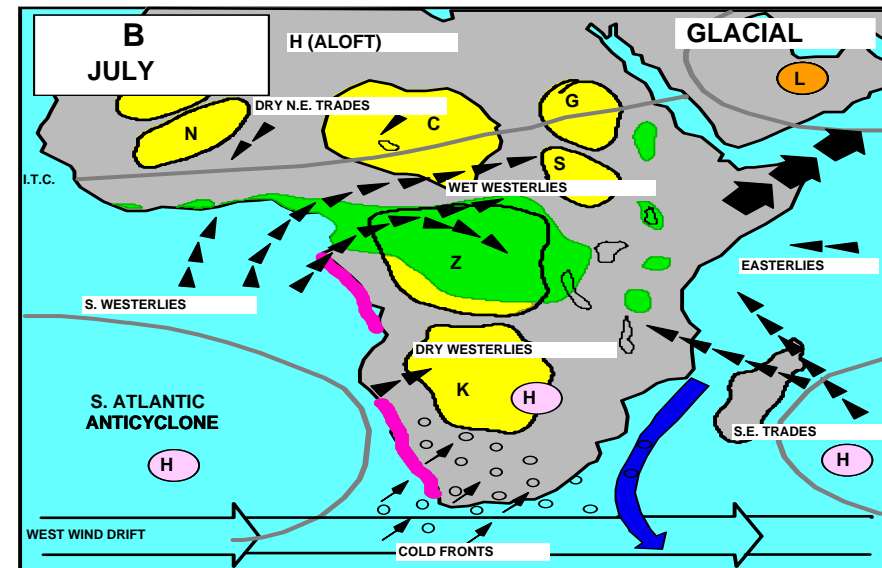 B
JULY
H (ALOFT)
GLACIAL
L
DRY N.E. TRADES
N
C
G
S
I.T.C.
WET WESTERLIES
Z
EASTERLIES
S. WESTERLIES
DRY WESTERLIES
K
H
S. ATLANTIC
ANTICYCLONE
H
S.E. TRADES
H
WEST WIND DRIFT
COLD FRONTS